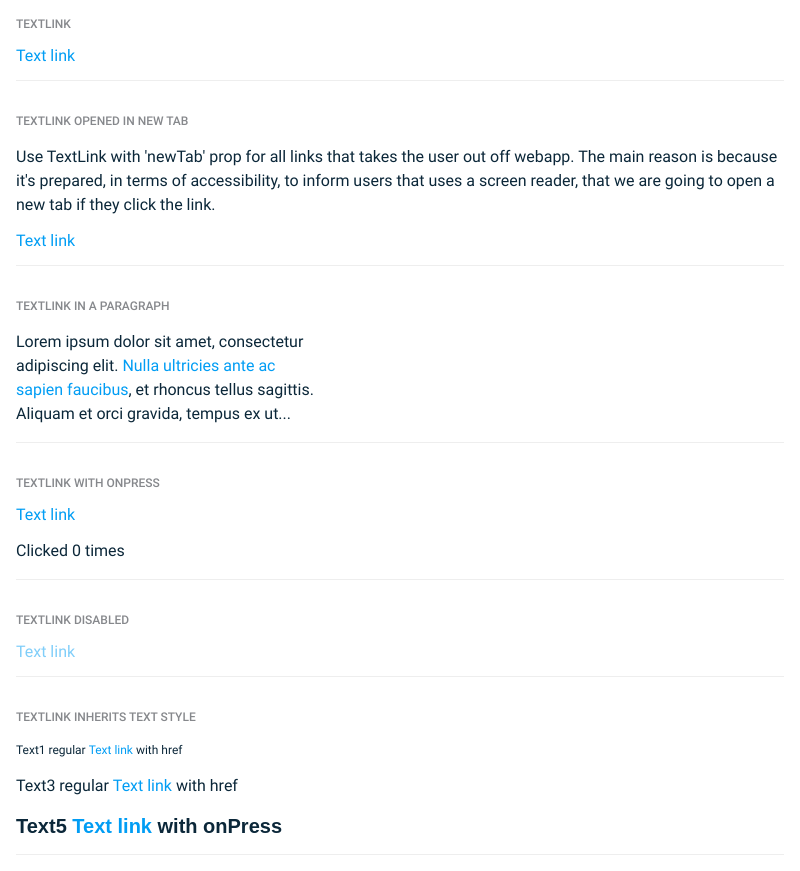 TEXTLINK
Text link
TEXTLINK OPENED IN NEW TAB
Use TextLink with 'newTab' prop for all links that takes the user out off webapp. The main reason is because
it's prepared, in terms of accessibility, to inform users that uses a screen reader, that we are going to open a
new tab if they click the link.
Text link
TEXTLINK IN A PARAGRAPH
Lorem ipsum dolor sit amet, consectetur
adipiscing elit. Nulla ultricies ante ac
sapien faucibus, et rhoncus tellus sagittis.
Aliquam et orci gravida, tempus ex ut...
TEXTLINK WITH ONPRESS
Text link
Clicked 0 times
TEXTLINK DISABLED
Text link
TEXTLINK INHERITS TEXT STYLE
Text1 regular Text link with href
Text3 regular Text link with href
Text5 Text link with onPress